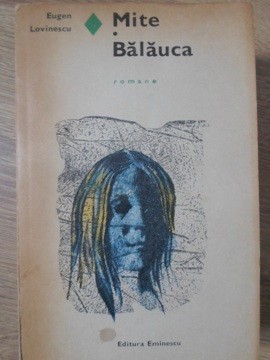 Eugen
Lovinescu
Mite
Bălăuca
romane
Editura Eminescu